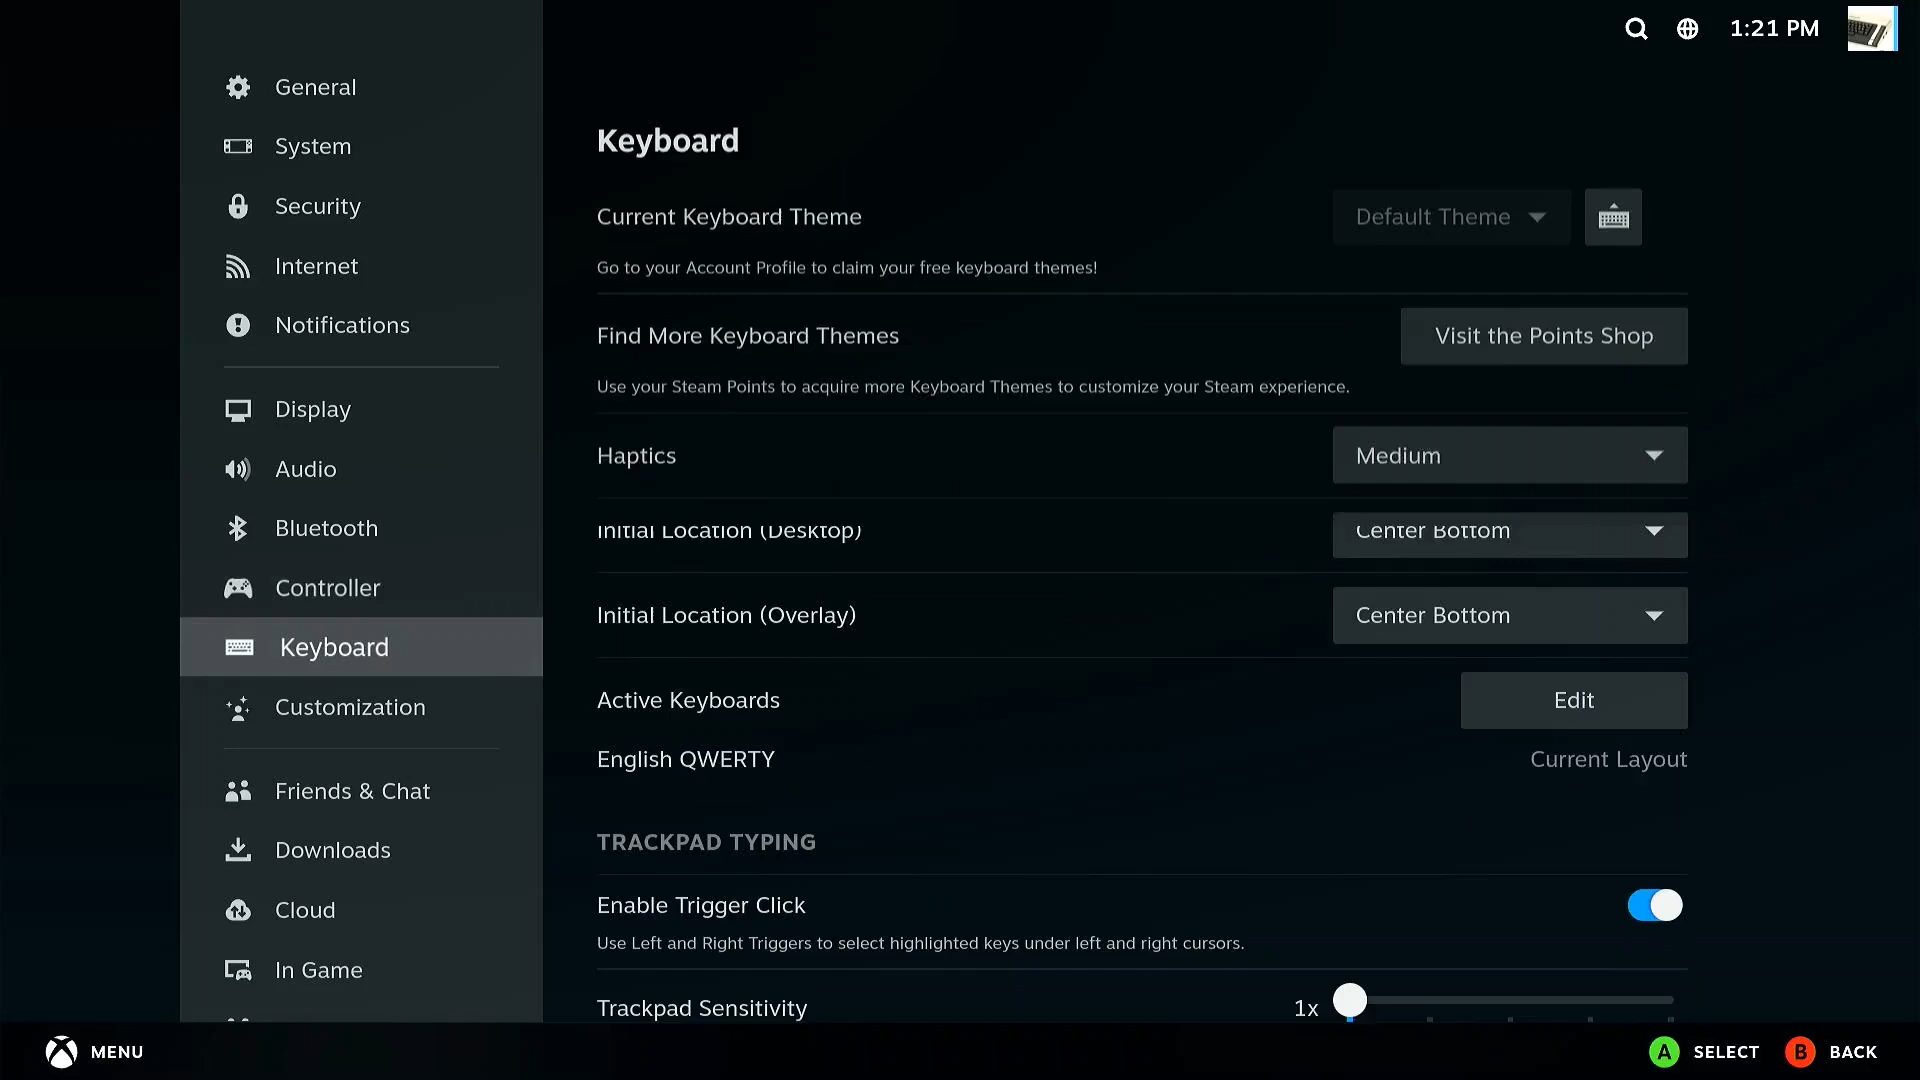 1:21 PM
General
System
Security
Internet
Notifications
Display
Audio
Bluetooth
Controller
Keyboard
Customization
Friends & Chat
Downloads
Cloud
In Game
Keyboard
Current Keyboard Theme
Default Theme
Go to your Account Profile to claim your free keyboard themes!
Find More Keyboard Themes
Visit the Points Shop
Use your Steam Points to acquire more Keyboard Themes to customize your Steam experience.
Haptics
Medium
Initial Location (Desktop)
Center Bottom
Initial Location (Overlay)
Center Bottom
Active Keyboards
Edit
English QWERTY
Current Layout
TRACKPAD TYPING
Enable Trigger Click
Use Left and Right Triggers to select highlighted keys under left and right cursors.
Trackpad Sensitivity
1x
MENU
A SELECT
B BACK